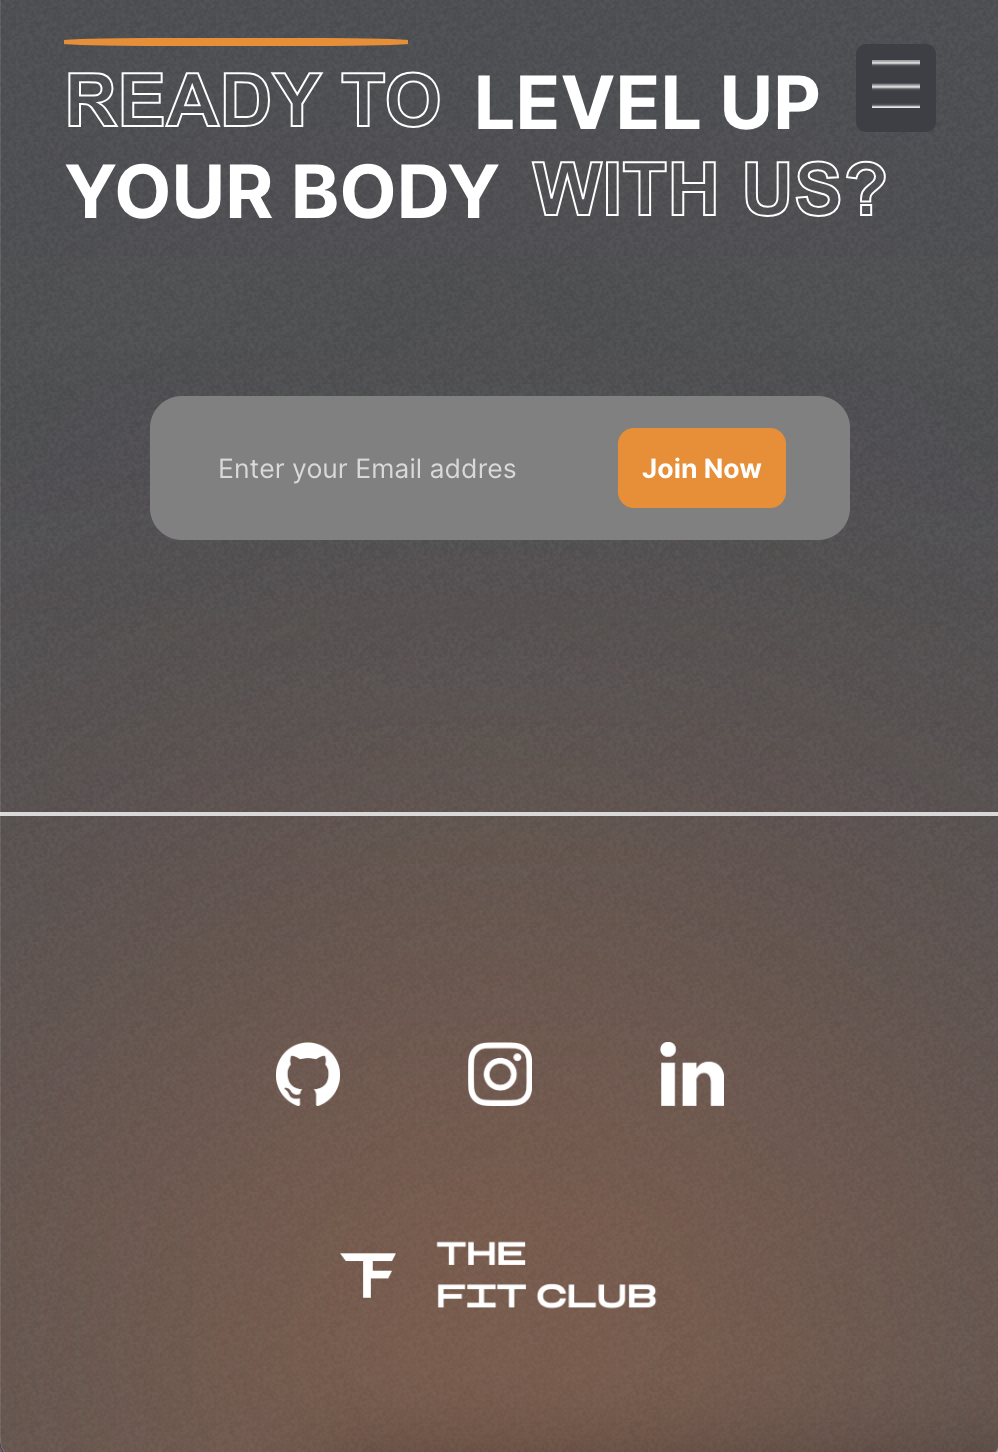 READY TO LEVEL UP
YOUR BODY WITH US?
Enter your Email addres
Join Now
in
THE
FIT CLUB